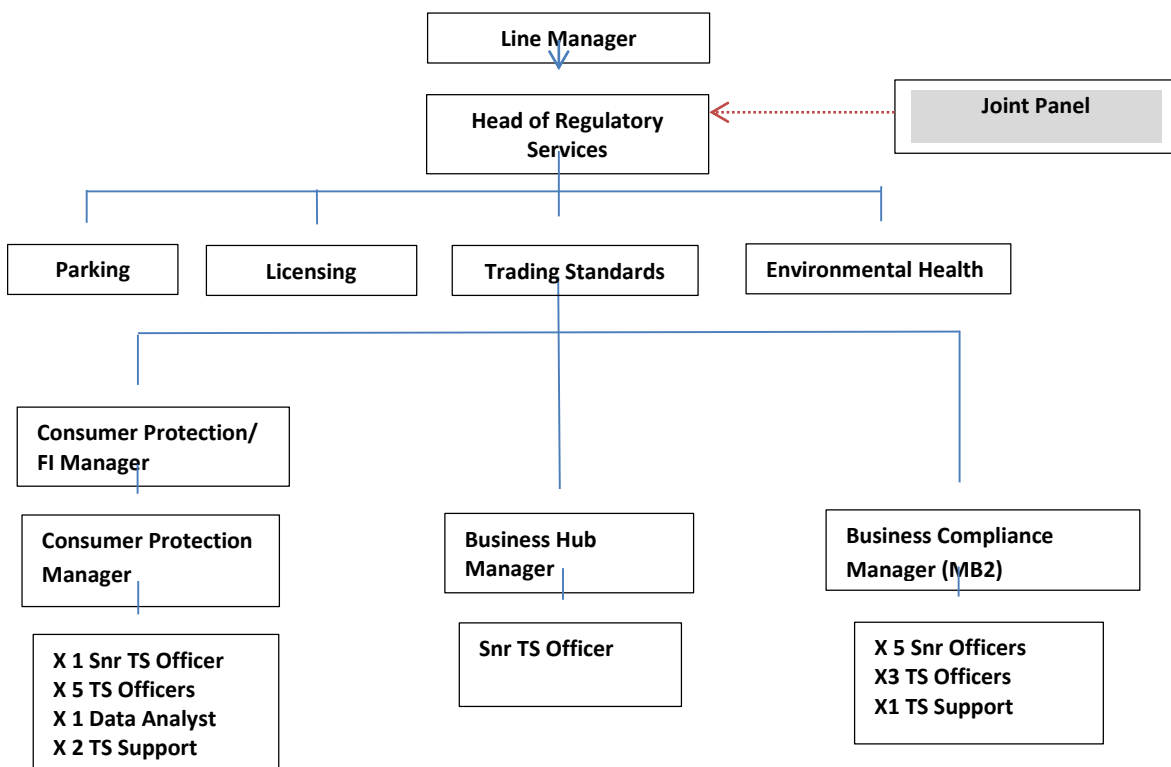 Line Manager
Joint Panel
Head of Regulatory
Services
Parking
Licensing
Trading Standards
Environmental Health
Consumer Protection/
FI Manager
Consumer Protection
Manager
Business Hub
Manager
Business Compliance
Manager (MB2)
X 1 Snr TS Officer
X 5 TS Officers
X 1 Data Analyst
X 2 TS Support
Snr TS Officer
X 5 Snr Officers
X3 TS Officers
X1 TS Support